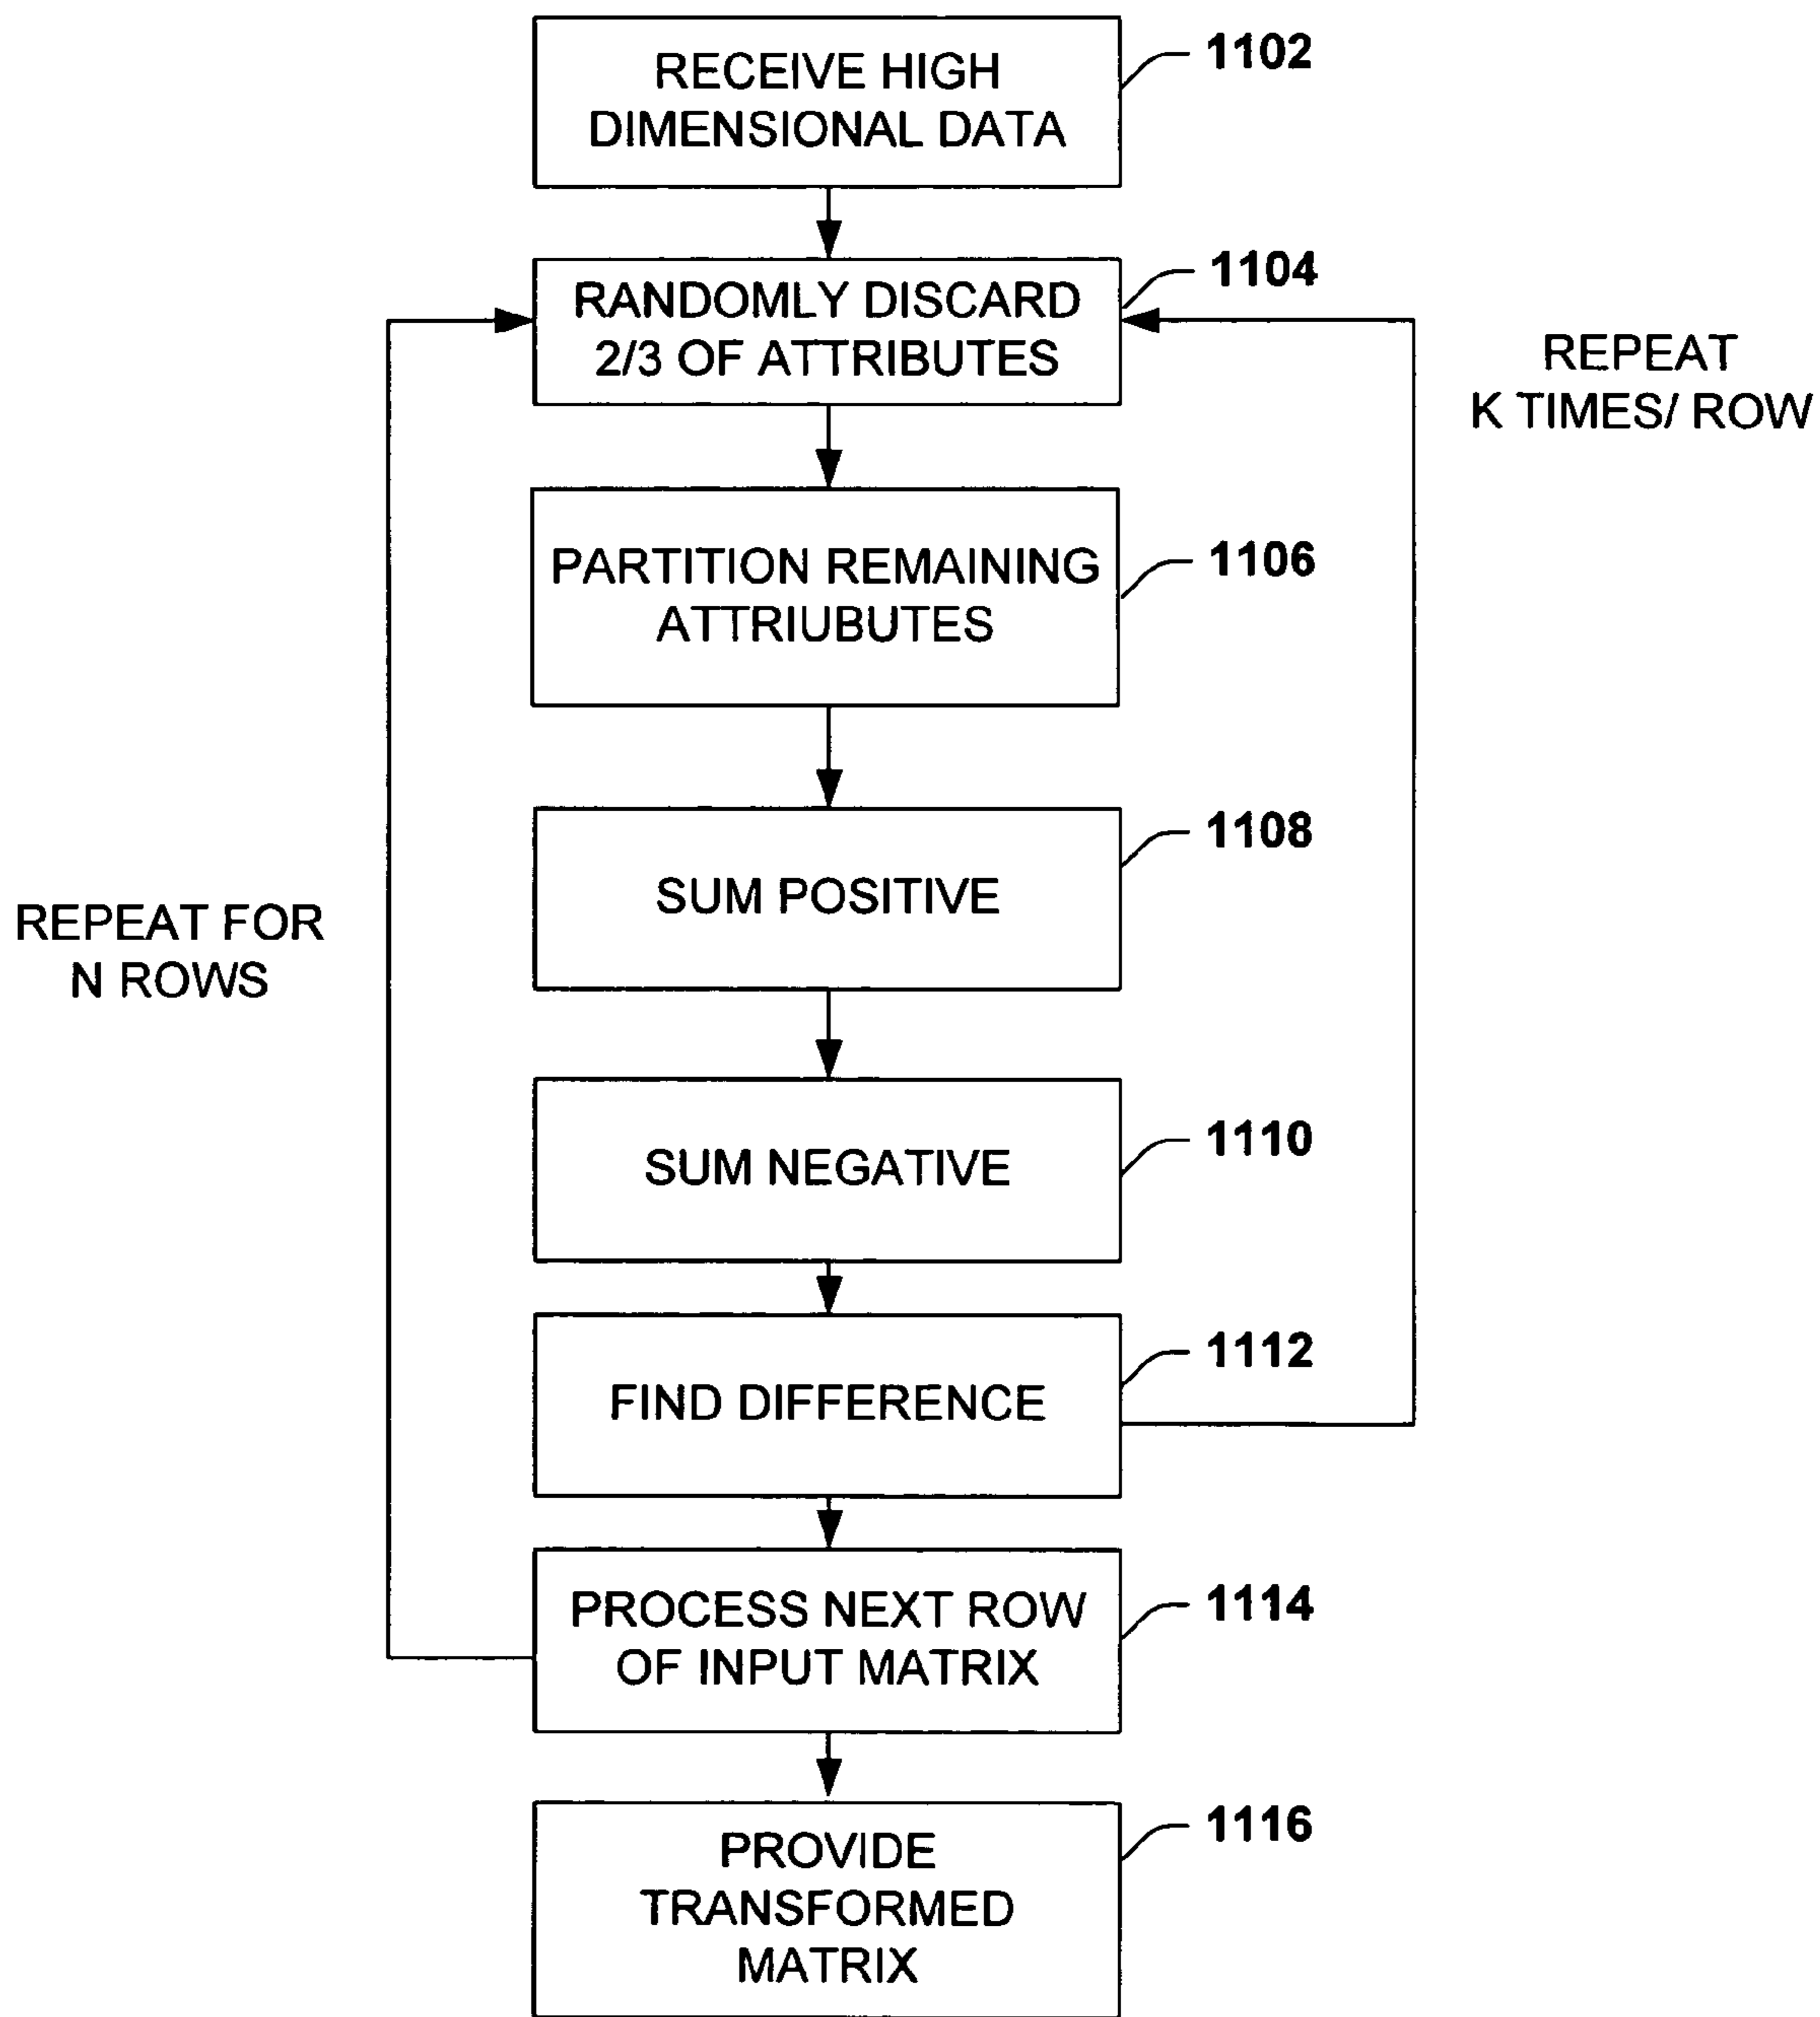 RECEIVE HIGH
DIMENSIONAL DATA
1102
RANDOMLY DISCARD
2/3 OF ATTRIBUTES
1104
REPEAT
K TIMES/ ROW
PARTITION REMAINING
ATTRIUBUTES
1106
SUM POSITIVE
1108
REPEAT FOR
N ROWS
SUM NEGATIVE
1110
FIND DIFFERENCE
1112
PROCESS NEXT ROW
OF INPUT MATRIX
1114
PROVIDE
TRANSFORMED
MATRIX
1116